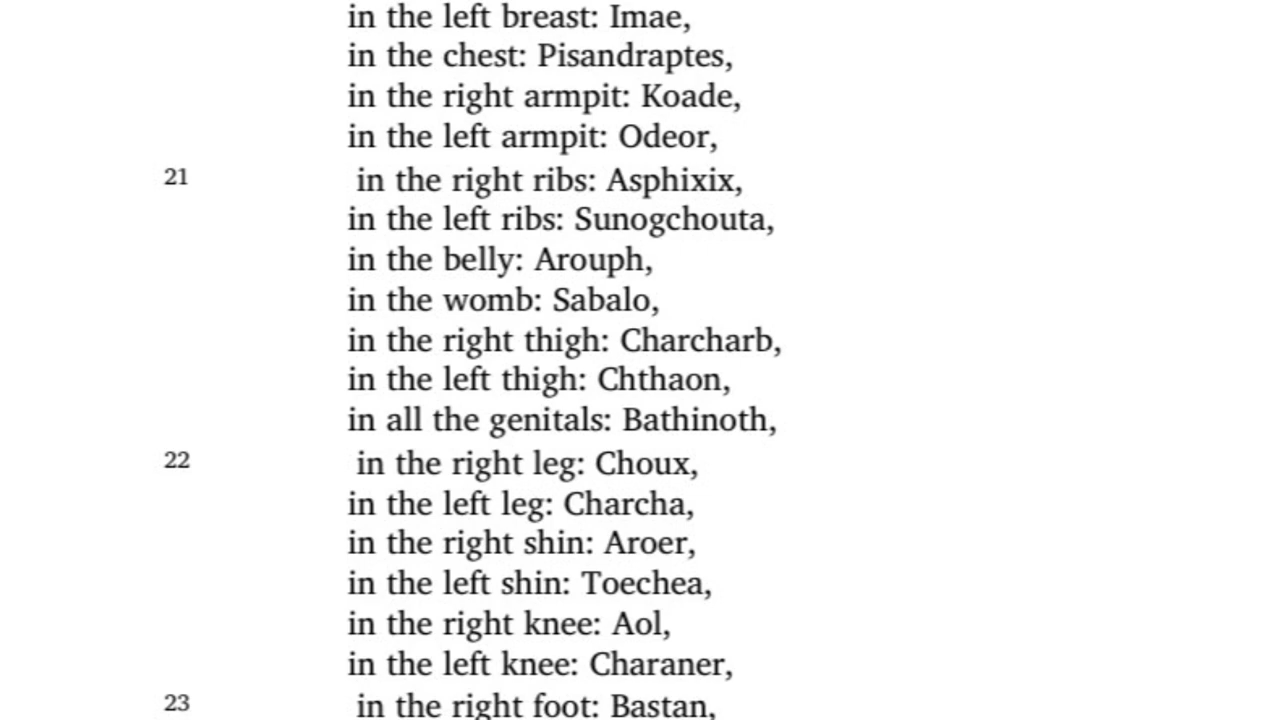 in the left breast: Imae,
in the chest: Pisandraptes,
in the right armpit: Koade,
in the left armpit: Odeor,
21 in the right ribs: Asphixix,
in the left ribs: Sunogchouta,
in the belly: Arouph,
in the womb: Sabalo,
in the right thigh: Charcharb,
in the left thigh: Chthaon,
in all the genitals: Bathinoth,
22 in the right leg: Choux,
in the left leg: Charcha,
in the right shin: Aroer,
in the left shin: Toechea,
in the right knee: Aol,
in the left knee: Charaner,
23 in the right foot: Bastan,